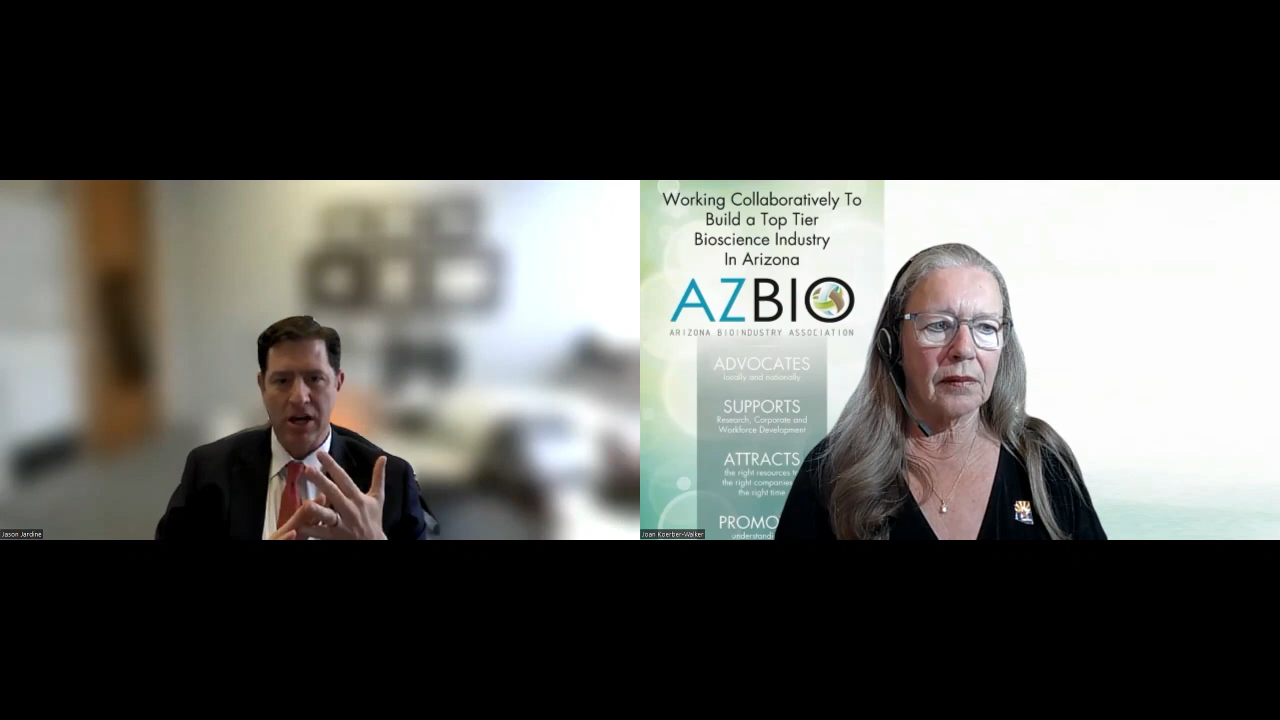 Working Collaboratively To
Build a Top Tier
Bioscience Industry
In Arizona
AZBIO
ARIZONA BIOINDUSTRY ASSOCIATION
ADVOCATES
locally and nationally
SUPPORTS
Research, Corporate and
Workforce Development
ATTRACTS
the right resources t
the right companies
the right time
PROMO
understand
Jason Jardine
Joan Koerber-Walker